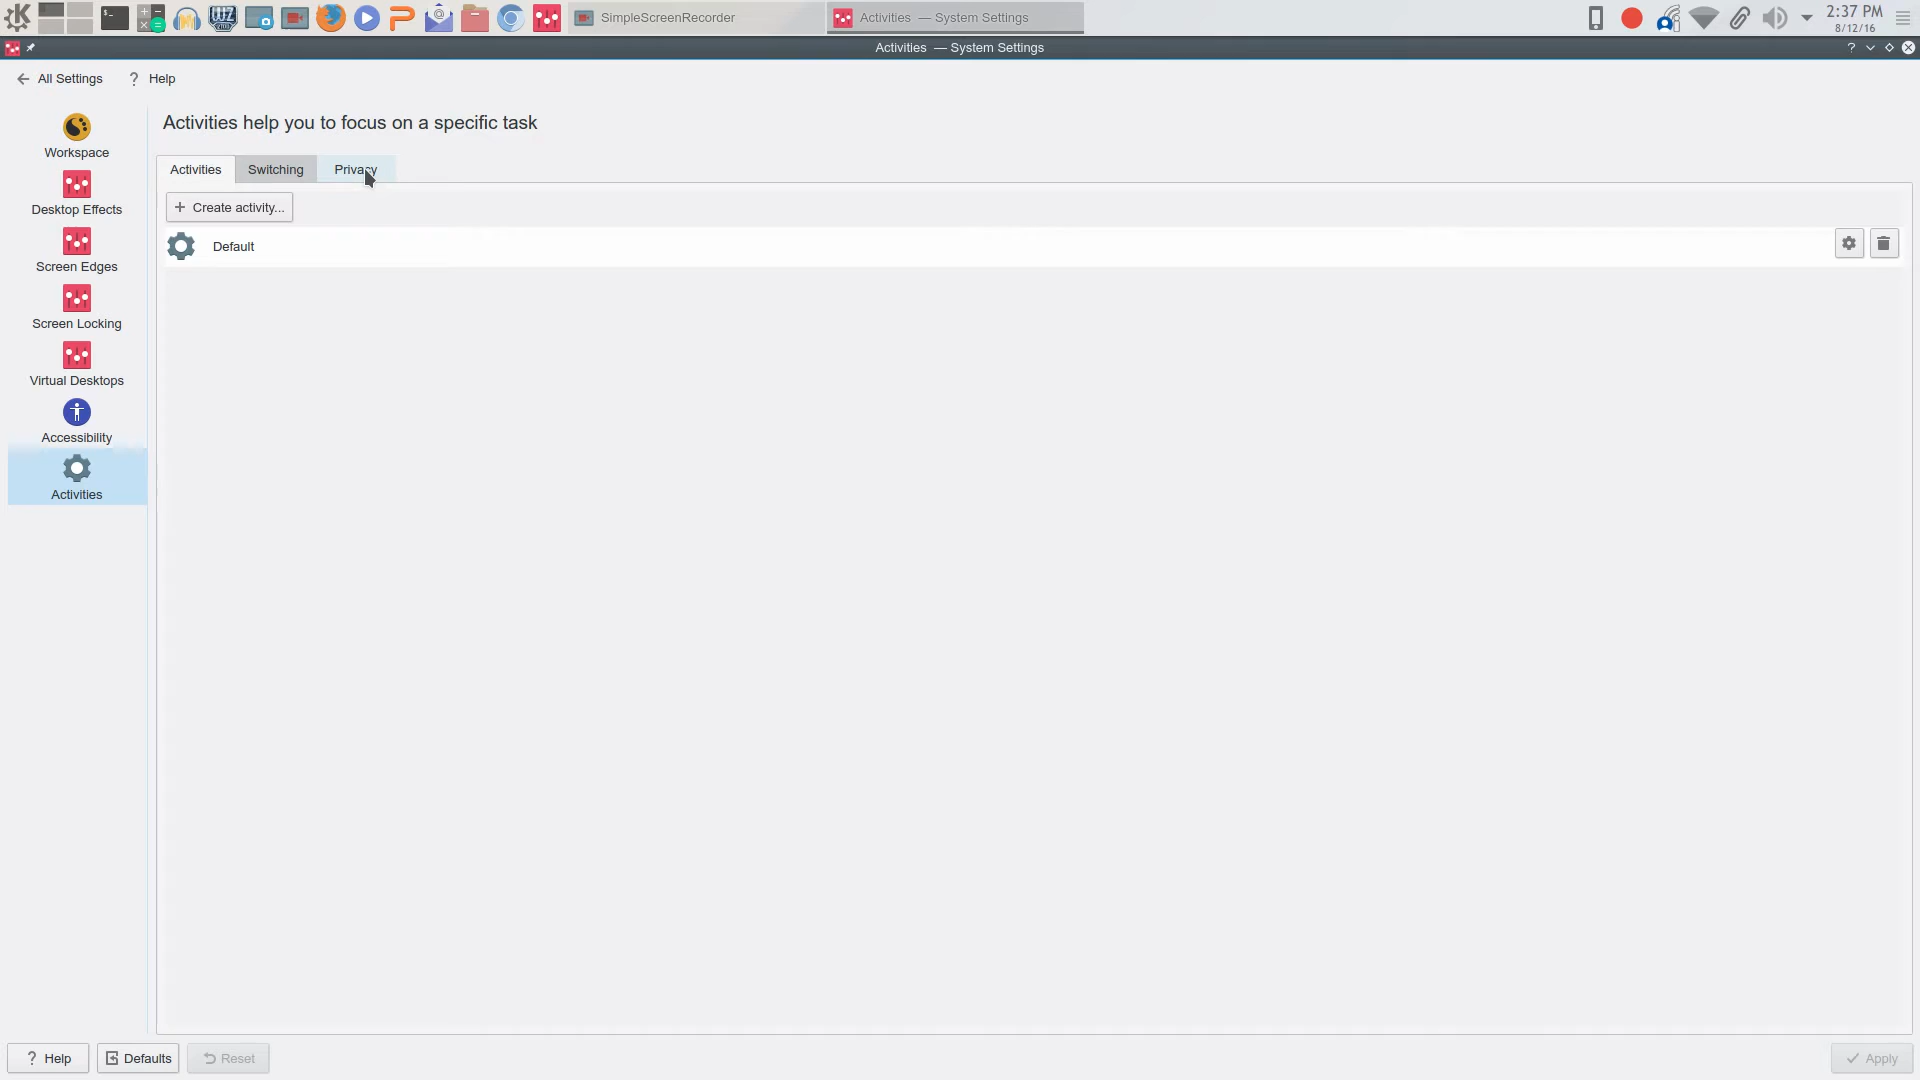 SimpleScreenRecorder
Activities — System Settings
2:37 PM
8/12/16
Activities — System Settings
All Settings
? Help
Activities help you to focus on a specific task
Workspace
Desktop Effects
Screen Edges
Screen Locking
Virtual Desktops
Accessibility
Activities
Activities
Switching
Privacy
+ Create activity...
Default
? Help
Defaults
Reset
Apply